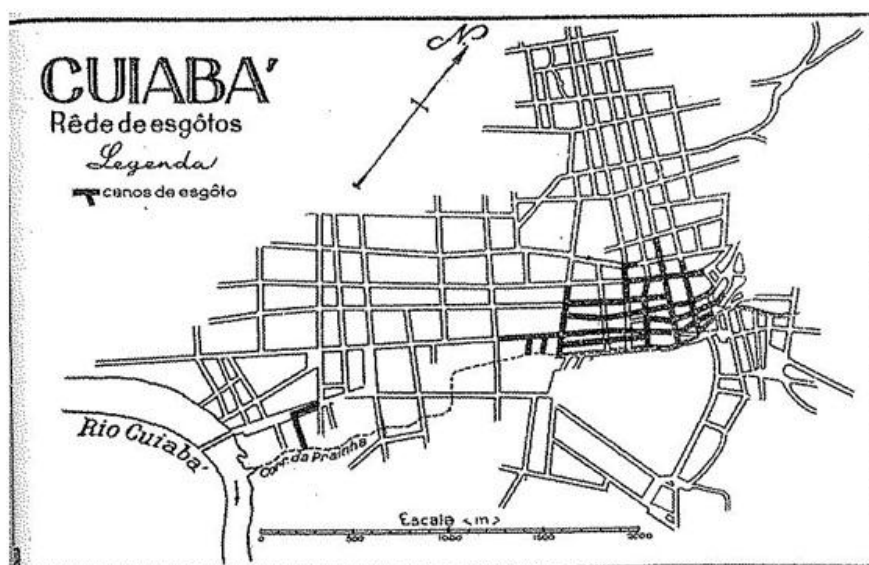 N
CUIABA'
Rêde de esgôtos
Legenda
canos de esgôto
Rio Cuiabá
Corr. da Prainha
Escala <m>
0 500 1000 1500 2000